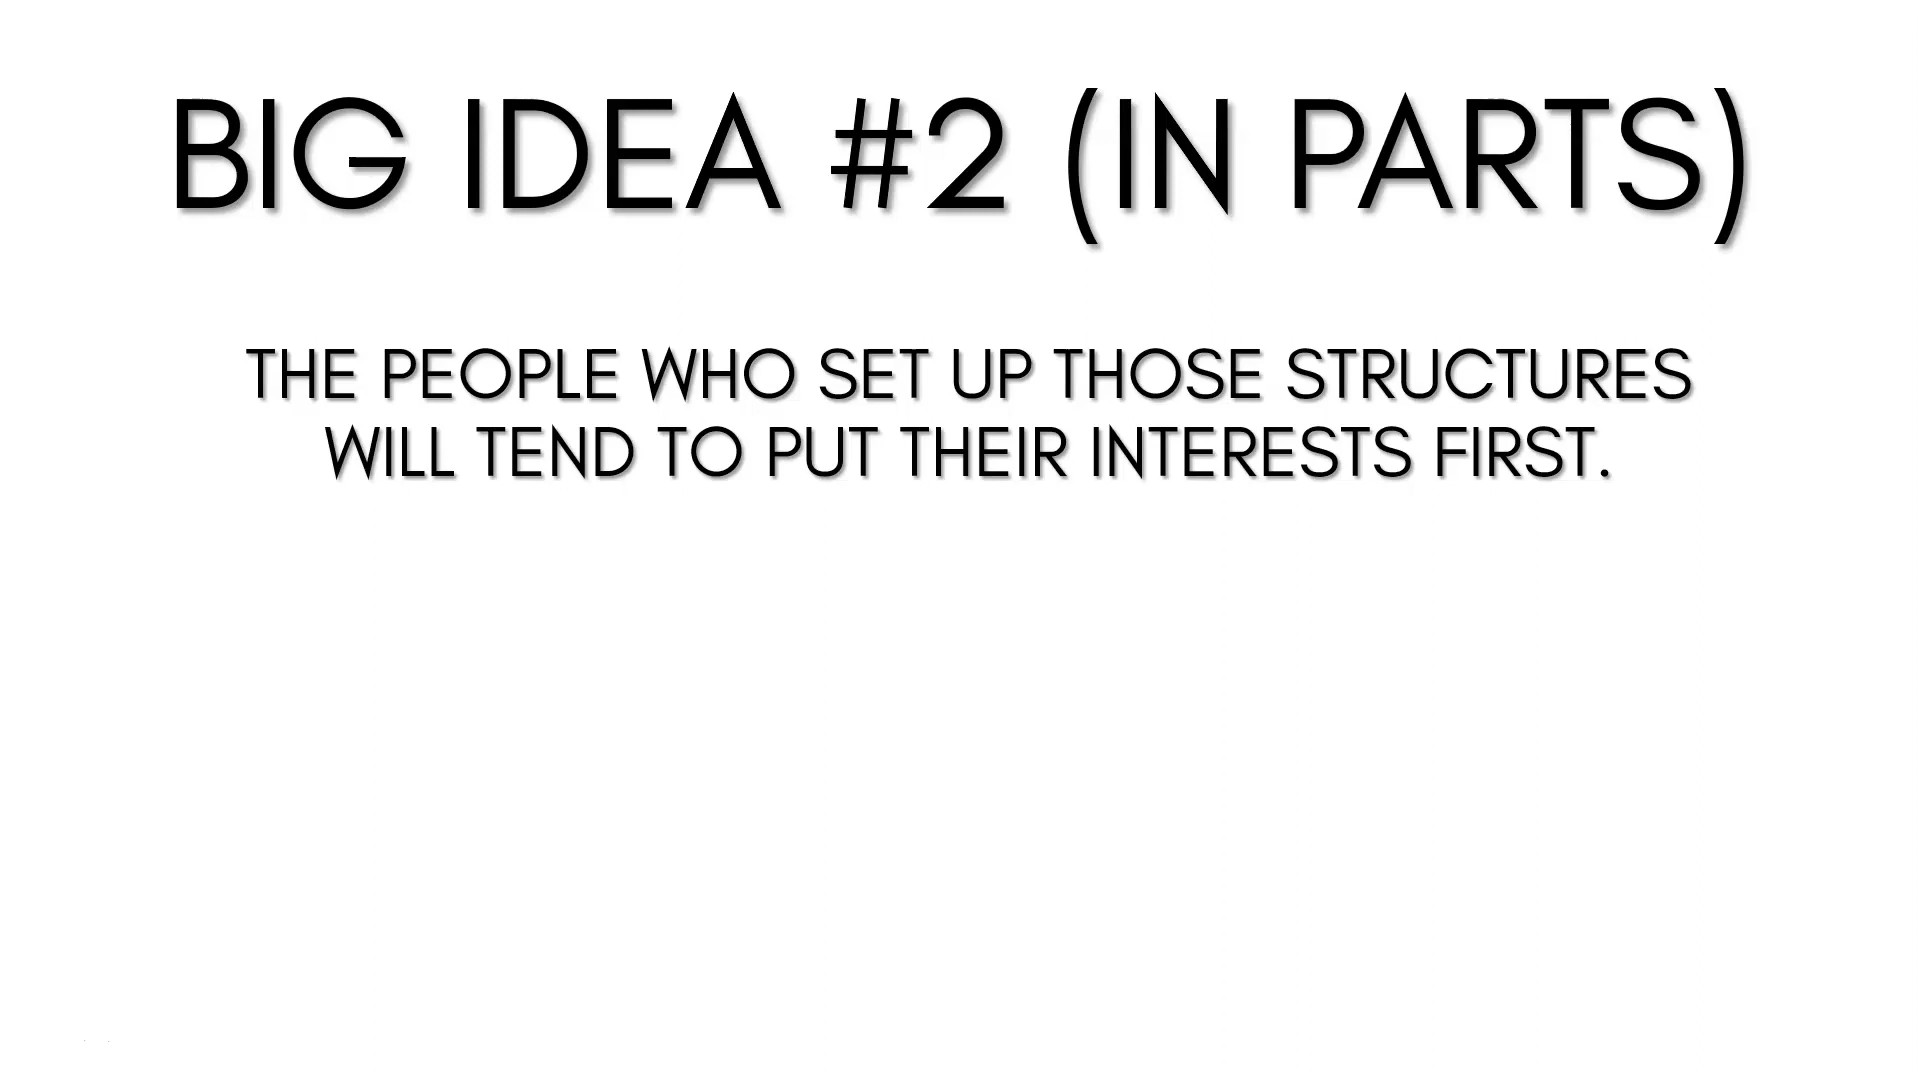 BIG IDEA #2 (IN PARTS)
THE PEOPLE WHO SET UP THOSE STRUCTURES
WILL TEND TO PUT THEIR INTERESTS FIRST.